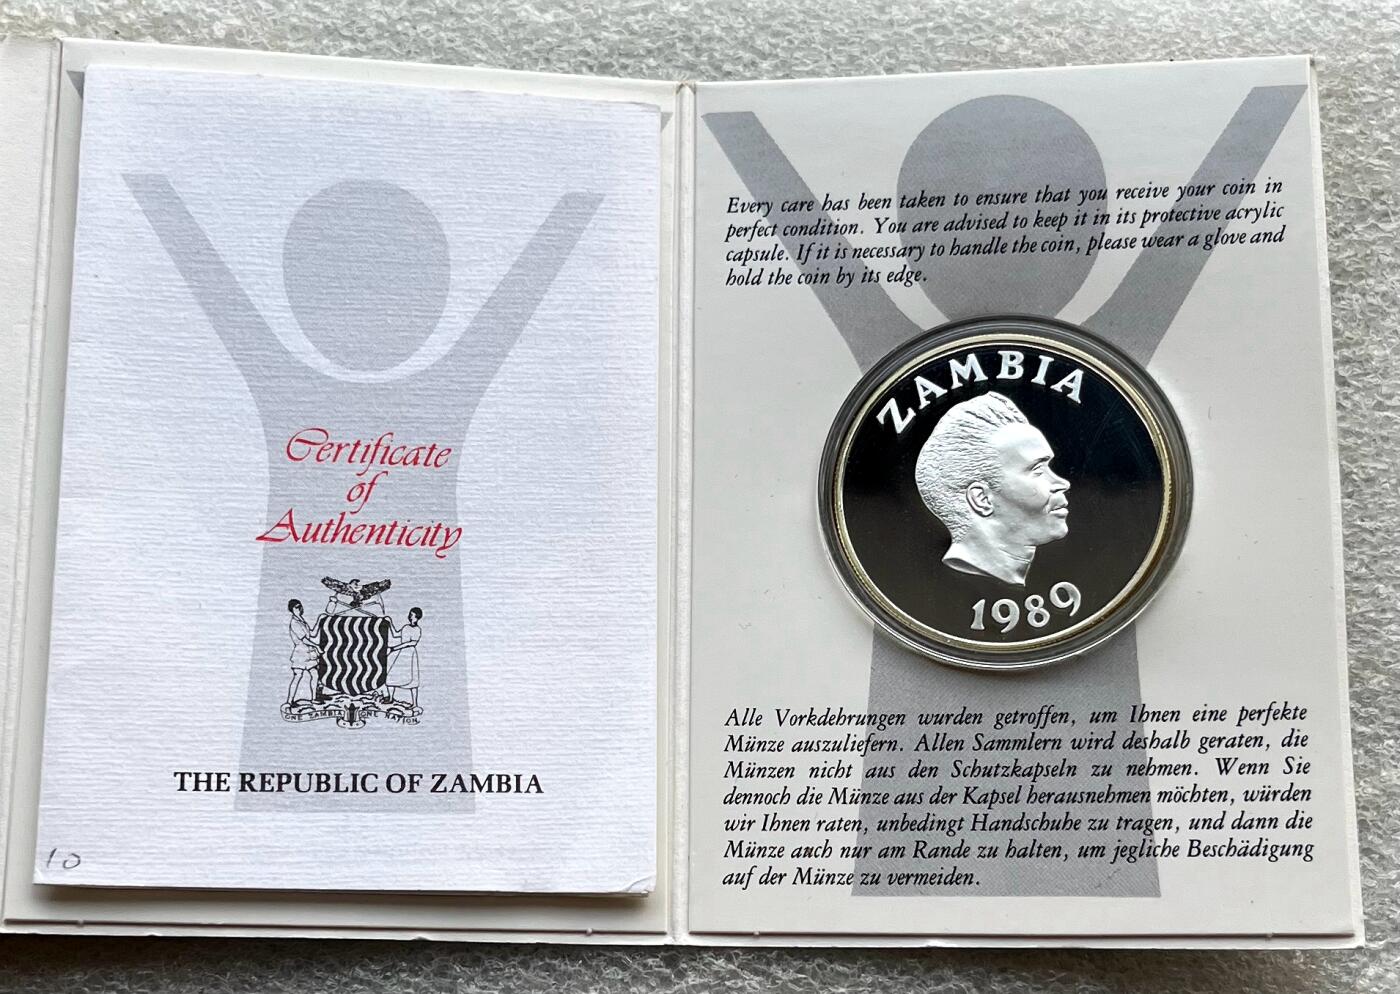 Certificate
of
Authenticity
ONE ZAMBIA ONE NATION
THE REPUBLIC OF ZAMBIA
10
Every care has been taken to ensure that you receive your coin in
perfect condition. You are advised to keep it in its protective acrylic
capsule. If it is necessary to handle the coin, please wear a glove and
hold the coin by its edge.
ZAMBIA
1989
Alle Vorkdehrungen wurden getroffen, um Ihnen eine perfekte
Münze auszuliefern. Allen Sammlern wird deshalb geraten, die
Münzen nicht aus den Schutzkapseln zu nehmen. Wenn Sie
dennoch die Münze aus der Kapsel herausnehmen möchten, würden
wir Ihnen raten, unbedingt Handschuhe zu tragen, und dann die
Münze auch nur am Rande zu halten, um jegliche Beschädigung
auf der Münze zu vermeiden.